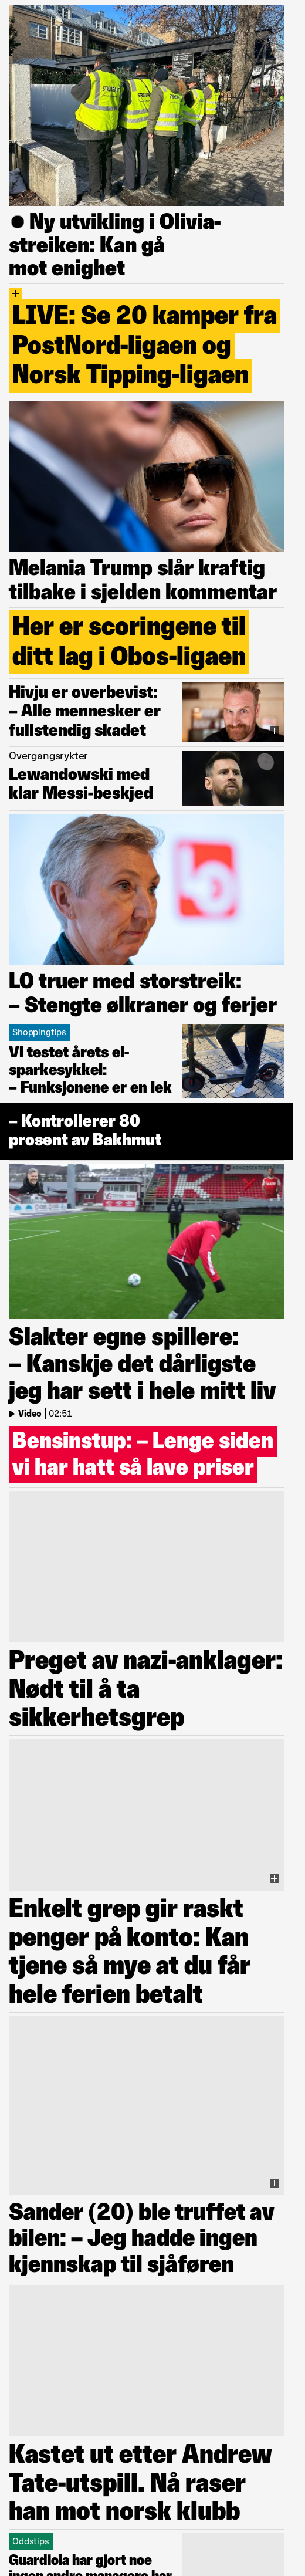 ● Ny utvikling i Olivia-
streiken: Kan gå
mot enighet
LIVE: Se 20 kamper fra
PostNord-ligaen og
Norsk Tipping-ligaen
Melania Trump slår kraftig
tilbake i sjelden kommentar
Her er scoringene til
ditt lag i Obos-ligaen
Hivju er overbevist:
– Alle mennesker er
fullstendig skadet
Overgangsrykter
Lewandowski med
klar Messi-beskjed
LO truer med storstreik:
– Stengte ølkraner og ferjer
Shoppingtips
Vi testet årets el-
sparkesykkel:
– Funksjonene er en lek
– Kontrollerer 80
prosent av Bakhmut
Slakter egne spillere:
– Kanskje det dårligste
jeg har sett i hele mitt liv
Video | 02:51
Bensinstup: – Lenge siden
vi har hatt så lave priser
Preget av nazi-anklager:
Nødt til å ta
sikkerhetsgrep
Enkelt grep gir raskt
penger på konto: Kan
tjene så mye at du får
hele ferien betalt
Sander (20) ble truffet av
bilen: – Jeg hadde ingen
kjennskap til sjåføren
Kastet ut etter Andrew
Tate-utspill. Nå raser
han mot norsk klubb
Oddstips
Guardiola har gjort noe
ingen andre managere har